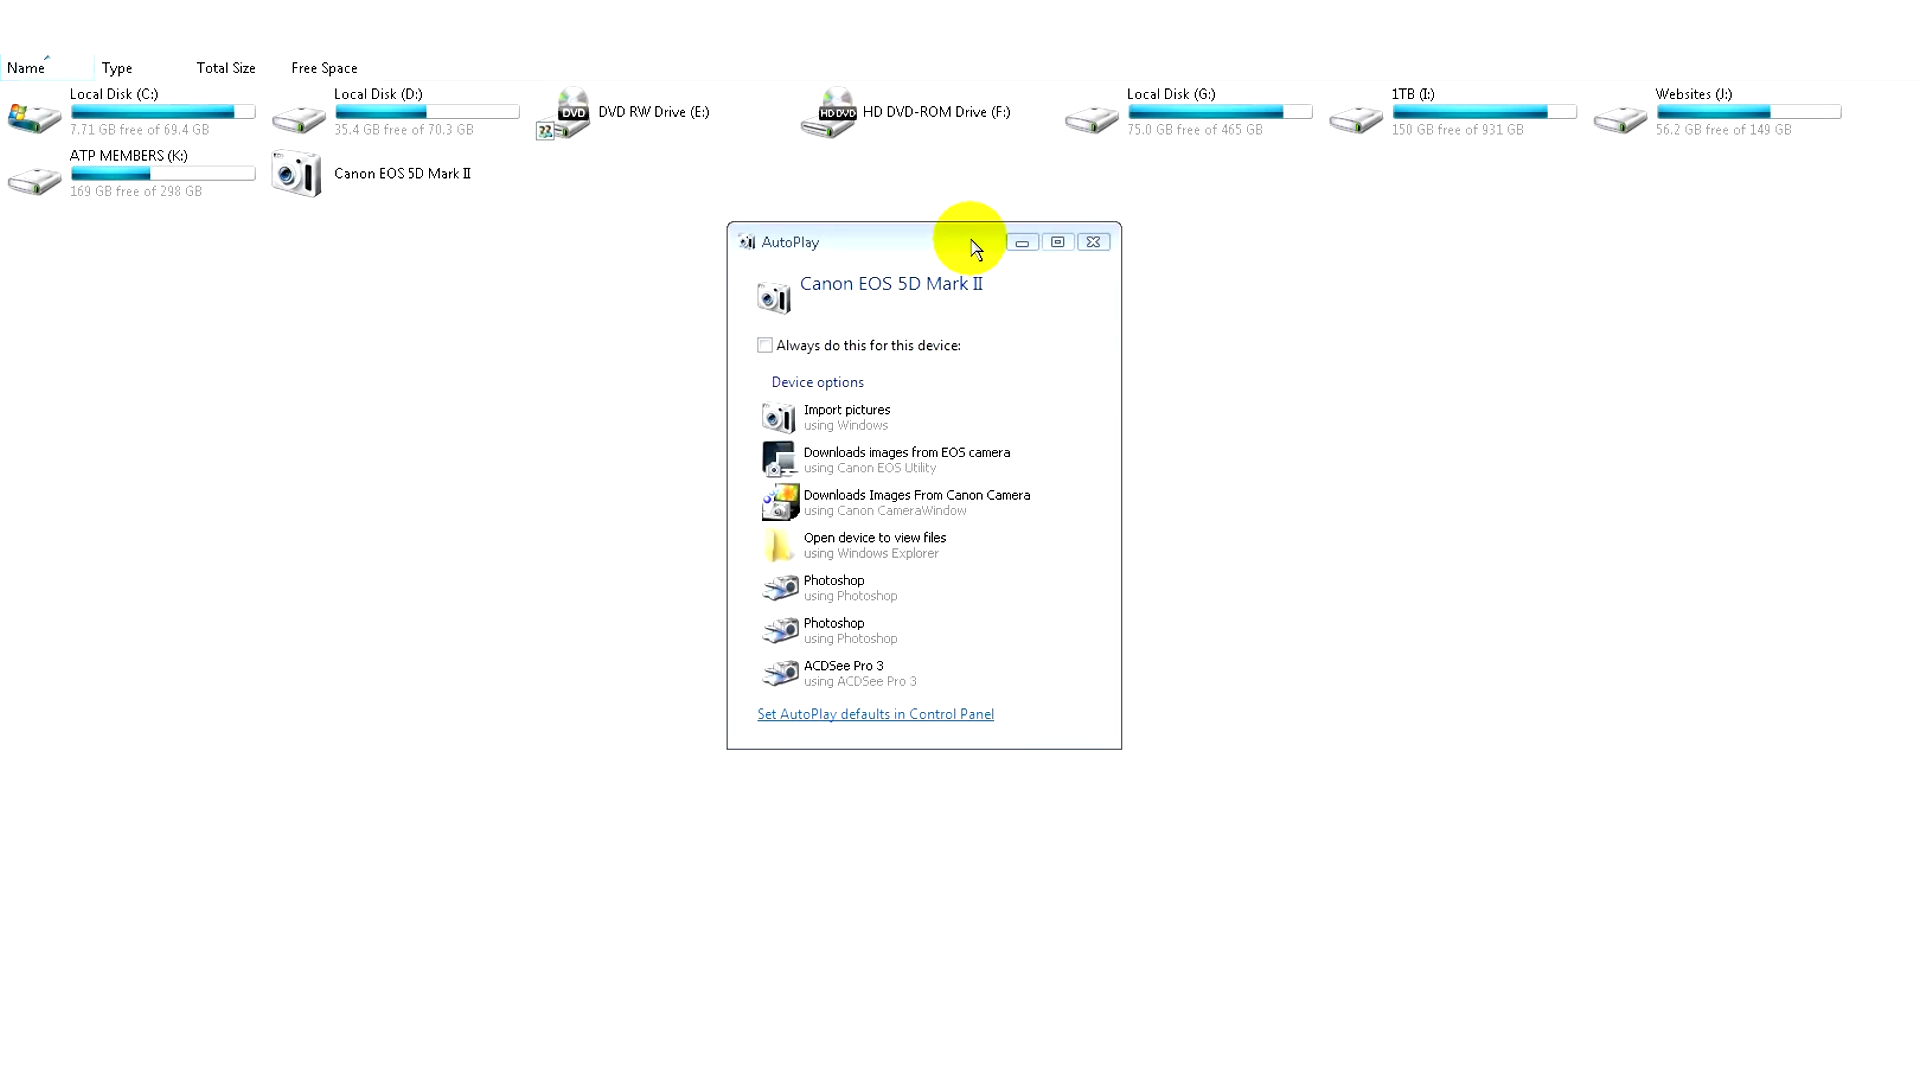 Name Type Total Size Free Space
Local Disk (C:)
7.71 GB free of 69.4 GB
Local Disk (D:)
35.4 GB free of 70.3 GB
DVD
DVD RW Drive (E:)
HD DVD
HD DVD-ROM Drive (F:)
Local Disk (G:)
75.0 GB free of 465 GB
1TB (I:)
150 GB free of 931 GB
Websites (J:)
56.2 GB free of 149 GB
ATP MEMBERS (K:)
169 GB free of 298 GB
Canon EOS 5D Mark II
AutoPlay
Canon EOS 5D Mark II
Always do this for this device:
Device options
Import pictures
using Windows
Downloads images from EOS camera
using Canon EOS Utility
Downloads Images From Canon Camera
using Canon CameraWindow
Open device to view files
using Windows Explorer
Photoshop
using Photoshop
Photoshop
using Photoshop
ACDSee Pro 3
using ACDSee Pro 3
Set AutoPlay defaults in Control Panel